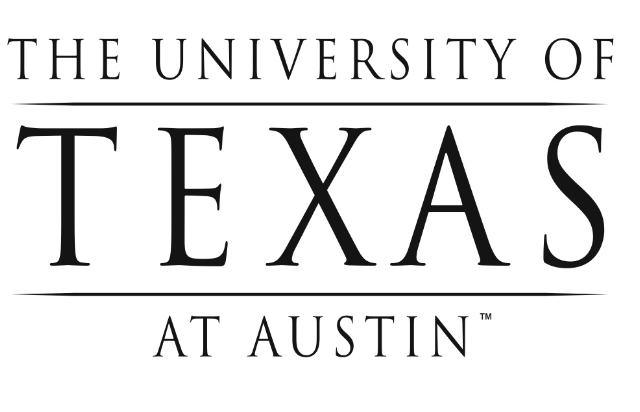 THE UNIVERSITY OF
TEXAS
AT AUSTIN™